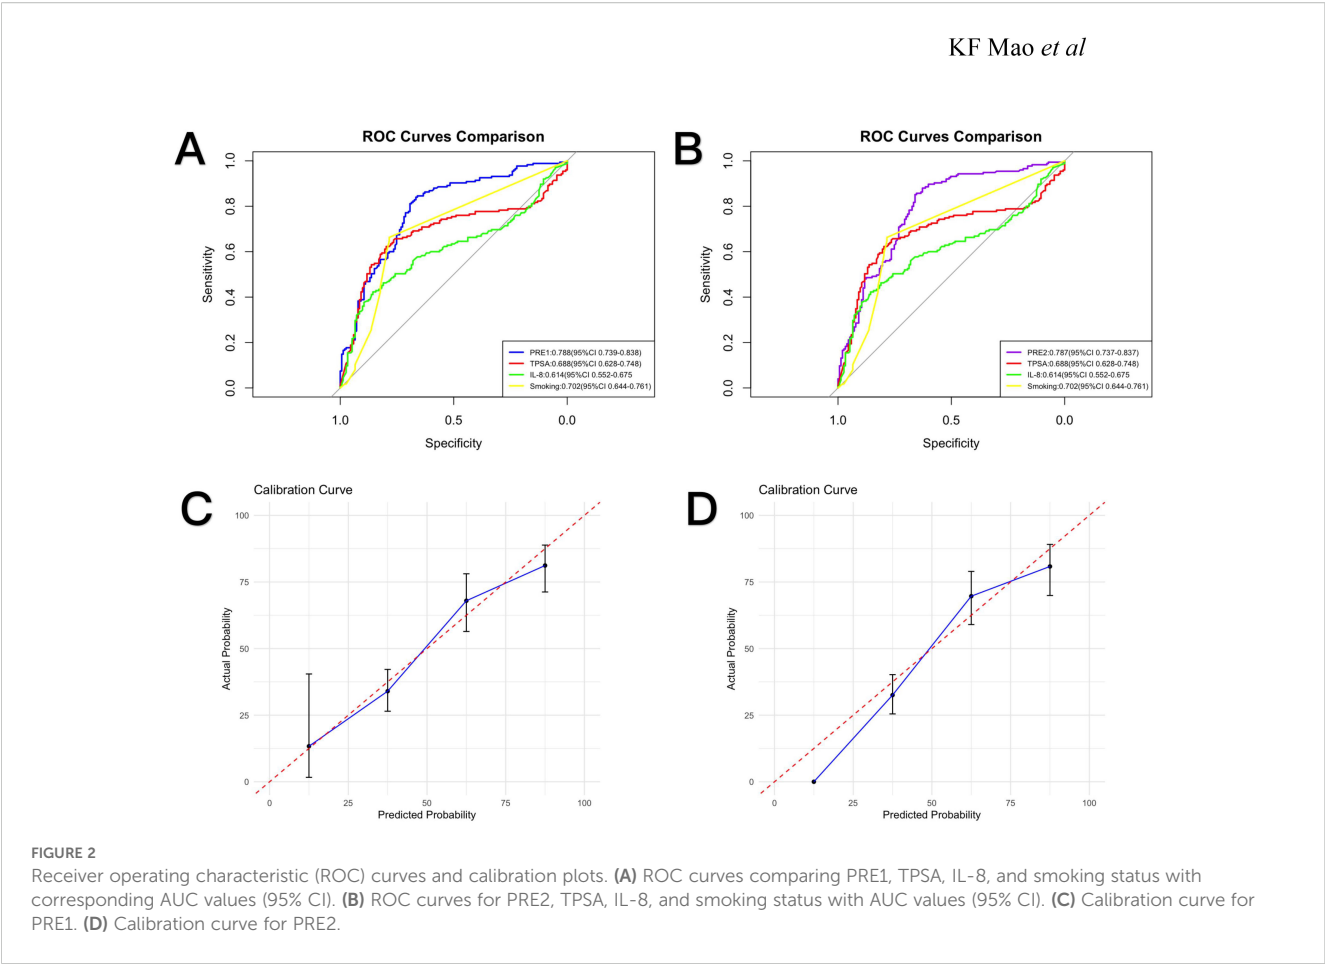 KF Mao et al
A
ROC Curves Comparison
Sensitivity
1.0
0.8
0.6
0.4
0.2
0.0
PRE1:0.788(95%CI 0.739-0.838)
TPSA:0.688(95%CI 0.628-0.748)
IL-8:0.614(95%CI 0.552-0.675
Smoking:0.702(95%CI 0.644-0.761)
1.0 0.5 0.0
Specificity
B
ROC Curves Comparison
Sensitivity
1.0
0.8
0.6
0.4
0.2
0.0
PRE2:0.787(95%CI 0.737-0.837)
TPSA:0.688(95%CI 0.628-0.748)
IL-8:0.614(95%CI 0.552-0.675
Smoking:0.702(95%CI 0.644-0.761)
1.0 0.5 0.0
Specificity
C
Calibration Curve
Actual Probability
100
75
50
25
0
0 25 50 75 100
Predicted Probability
D
Calibration Curve
Actual Probability
100
75
50
25
0
0 25 50 75 100
Predicted Probability
FIGURE 2
Receiver operating characteristic (ROC) curves and calibration plots. (A) ROC curves comparing PRE1, TPSA, IL-8, and smoking status with
corresponding AUC values (95% CI). (B) ROC curves for PRE2, TPSA, IL-8, and smoking status with AUC values (95% CI). (C) Calibration curve for
PRE1. (D) Calibration curve for PRE2.